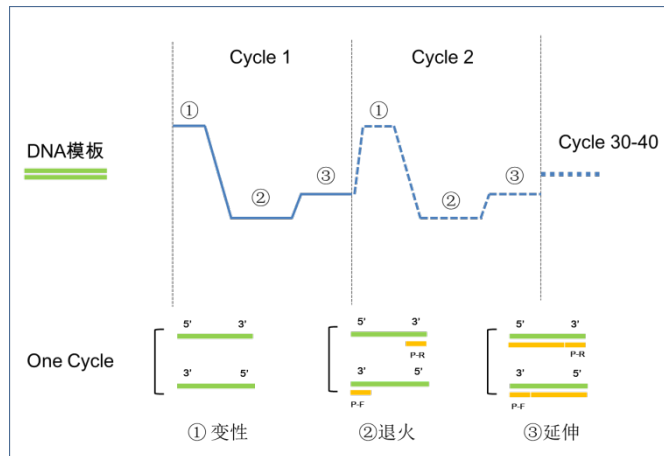 Cycle 1
Cycle 2
①
①
DNA模板
Cycle 30-40
③
③
②
②
5' 3'
5' 3'
5' 3'
P-R
P-R
One Cycle
3' 5'
3' 5'
3' 5'
P-F
P-F
① 变性
②退火
③延伸